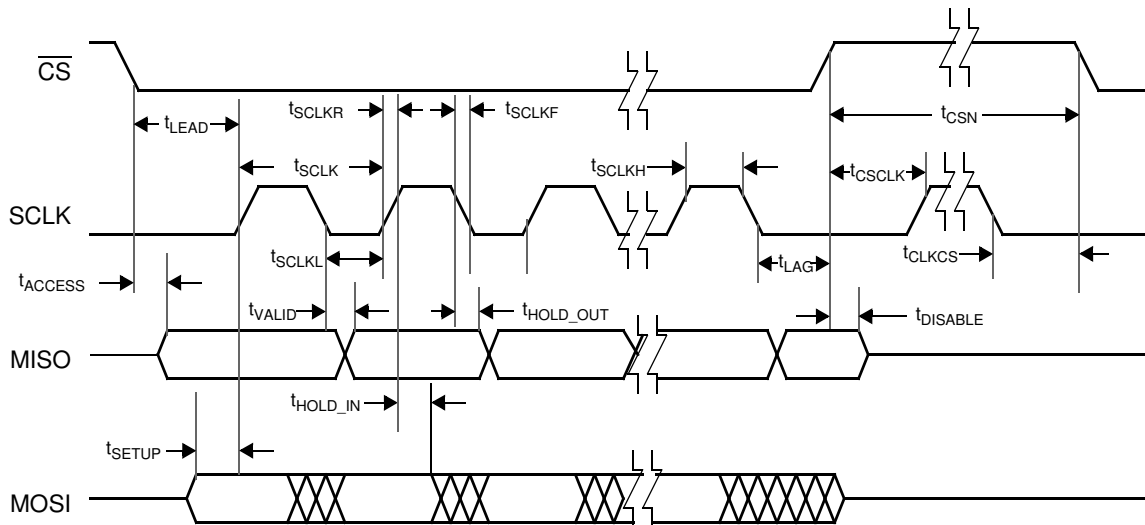 CS
tLEAD
tSCLKR
tSCLKF
tCSN
tSCLK
tSCLKH
tCSCLK
SCLK
tSCLKL
tLAG
tCLKCS
tACCESS
tVALID
tHOLD_OUT
tDISABLE
MISO
tHOLD_IN
tSETUP
MOSI